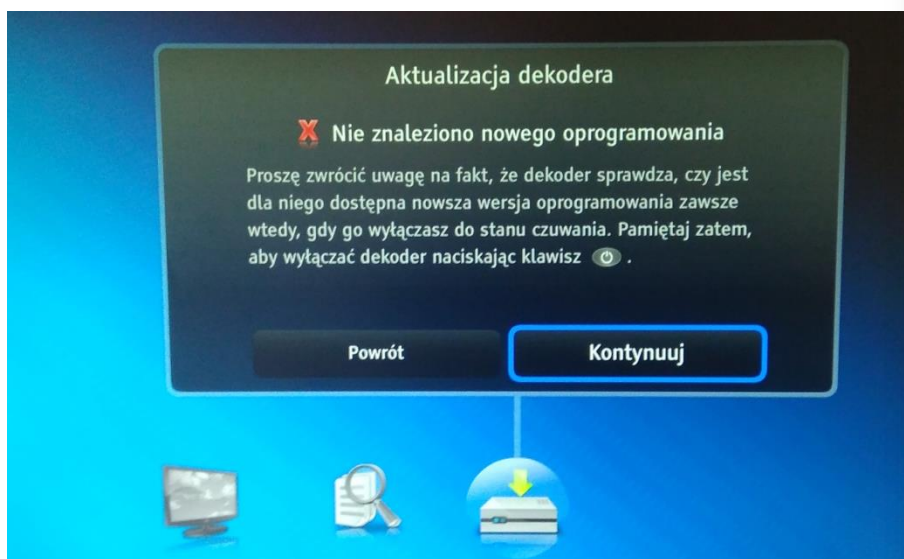 Aktualizacja dekodera
X Nie znaleziono nowego oprogramowania
Proszę zwrócić uwagę na fakt, że dekoder sprawdza, czy jest
dla niego dostępna nowsza wersja oprogramowania zawsze
wtedy, gdy go wyłączasz do stanu czuwania. Pamiętaj zatem,
aby wyłączać dekoder naciskając klawisz ⏻ .
Powrót
Kontynuuj